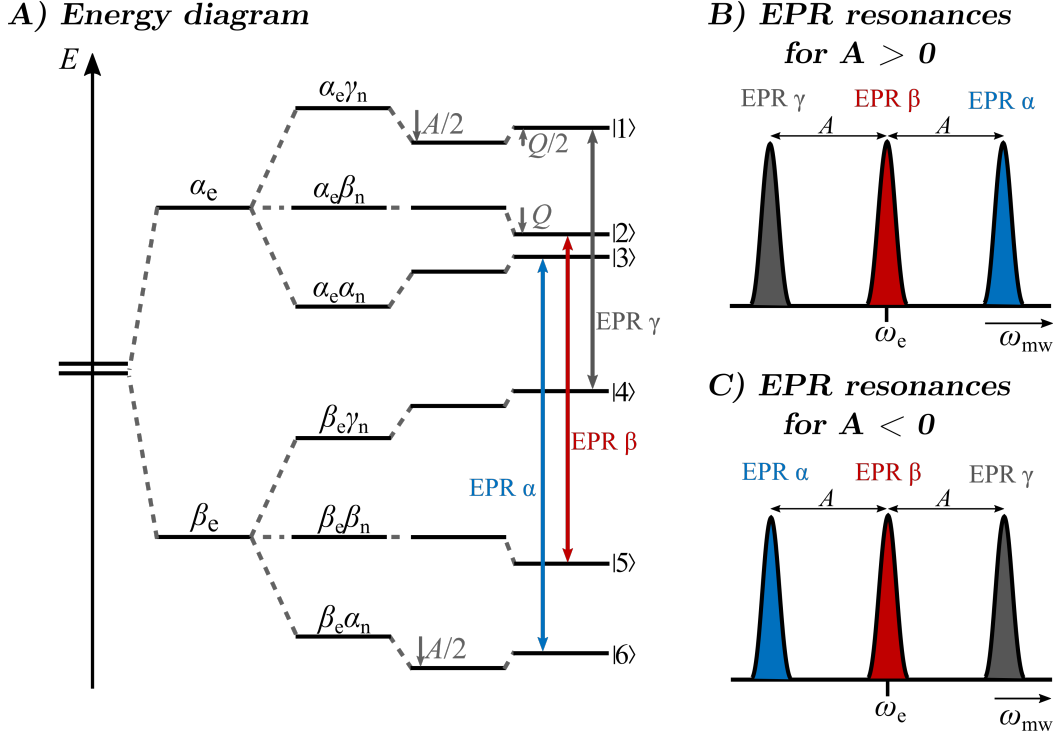 A) Energy diagram
E
αₑγₙ
A/2
|1⟩
Q/2
αₑ
αₑβₙ
Q
|2⟩
|3⟩
αₑαₙ
EPR γ
|4⟩
βₑγₙ
EPR β
EPR α
βₑ
βₑβₙ
|5⟩
βₑαₙ
A/2
|6⟩
B) EPR resonances
for A > 0
EPR γ EPR β EPR α
A A
ωₑ
ω_mw
C) EPR resonances
for A < 0
EPR α EPR β EPR γ
A A
ωₑ
ω_mw